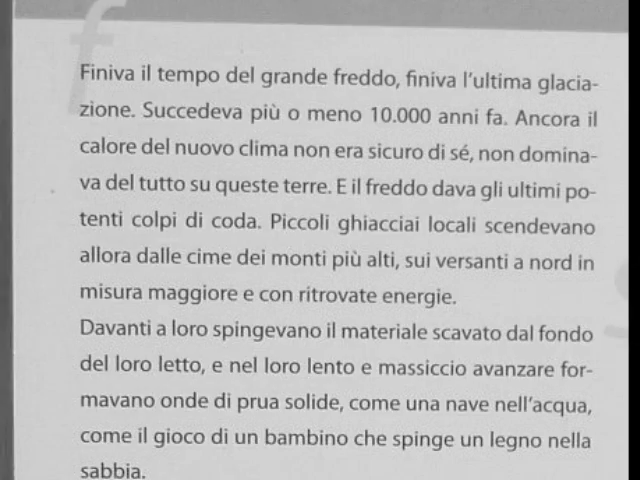 Finiva il tempo del grande freddo, finiva l'ultima glacia-
zione. Succedeva più o meno 10.000 anni fa. Ancora il
calore del nuovo clima non era sicuro di sé, non domina-
va del tutto su queste terre. E il freddo dava gli ultimi po-
tenti colpi di coda. Piccoli ghiacciai locali scendevano
allora dalle cime dei monti più alti, sui versanti a nord in
misura maggiore e con ritrovate energie.
Davanti a loro spingevano il materiale scavato dal fondo
del loro letto, e nel loro lento e massiccio avanzare for-
mavano onde di prua solide, come una nave nell'acqua,
come il gioco di un bambino che spinge un legno nella
sabbia.